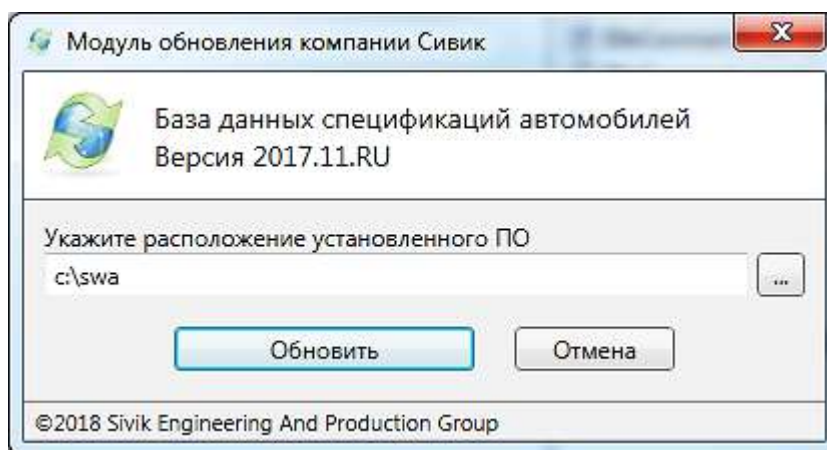 Модуль обновления компании Сивик
База данных спецификаций автомобилей
Версия 2017.11.RU
Укажите расположение установленного ПО
c:\swa
...
Обновить
Отмена
©2018 Sivik Engineering And Production Group